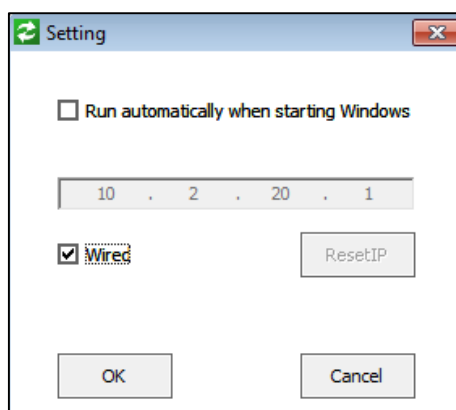 Setting
Run automatically when starting Windows
10 . 2 . 20 . 1
Wired
ResetIP
OK
Cancel